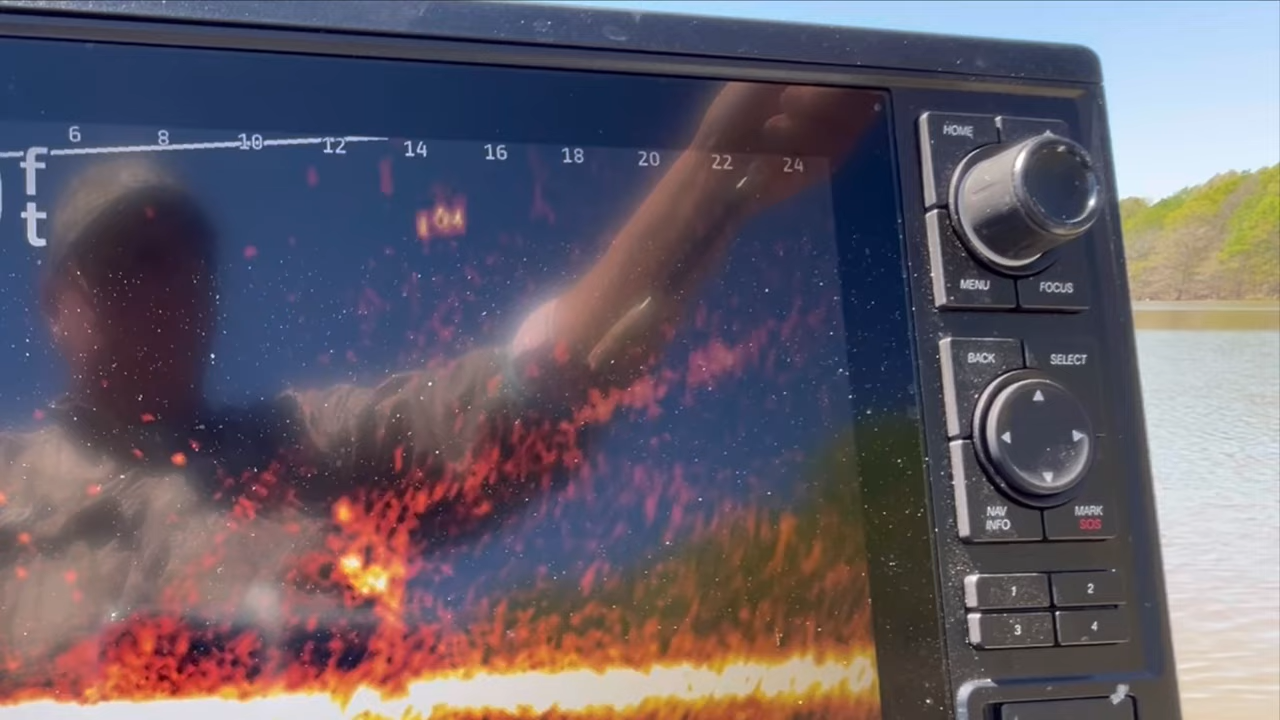 6 8 10 12 14 16 18 20 22 24
ft
HOME
MENU FOCUS
BACK SELECT
NAV INFO
MARK SOS
1 2
3 4